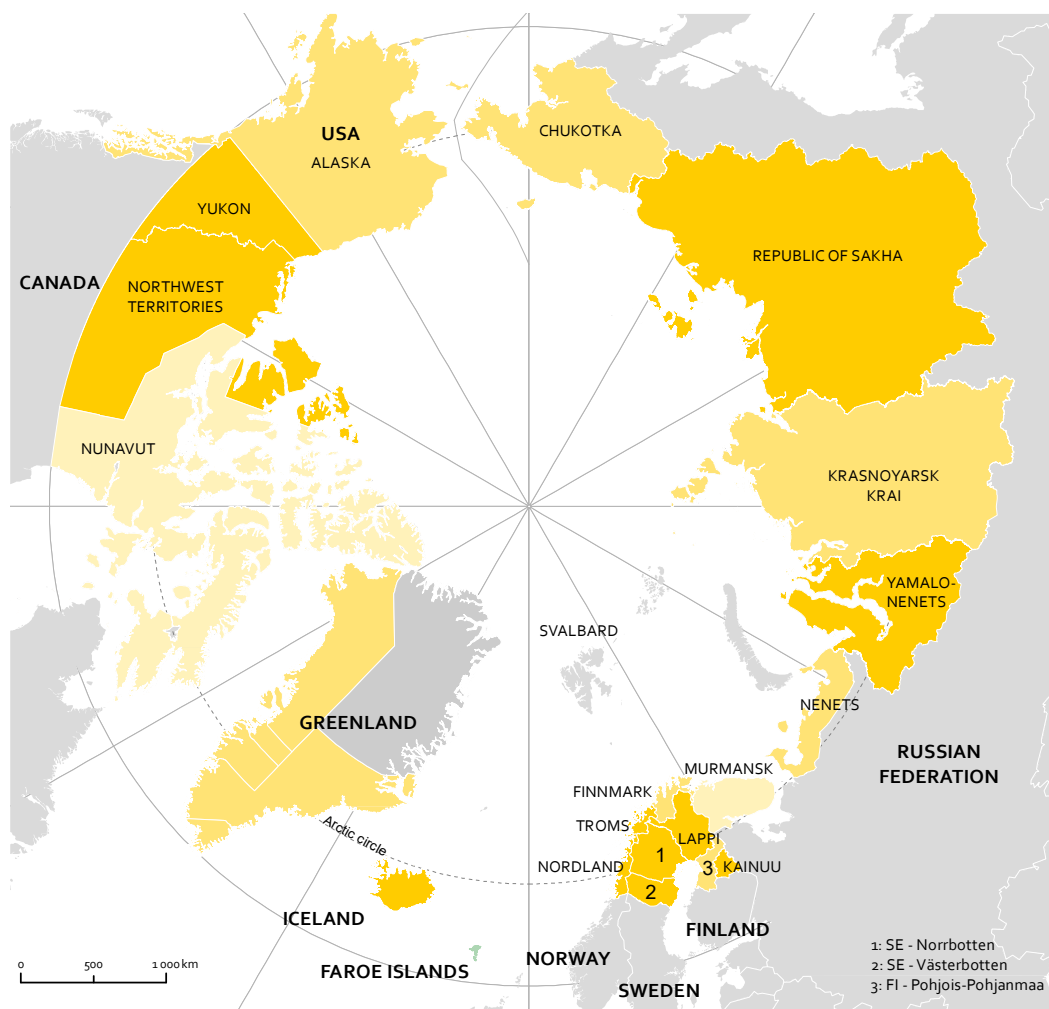 USA
ALASKA
CHUKOTKA
YUKON
REPUBLIC OF SAKHA
CANADA
NORTHWEST
TERRITORIES
NUNAVUT
KRASNOYARSK
KRAI
YAMALO-
NENETS
SVALBARD
NENETS
GREENLAND
RUSSIAN
FEDERATION
MURMANSK
FINNMARK
TROMS
Arctic circle
LAPPI
1
NORDLAND
3
KAINUU
2
ICELAND
FINLAND
NORWAY
FAROE ISLANDS
SWEDEN
0 500 1 000 km
1: SE - Norrbotten
2: SE - Västerbotten
3: FI - Pohjois-Pohjanmaa